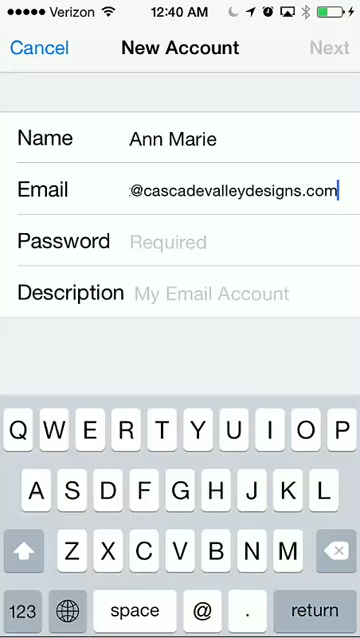 Verizon 12:40 AM
Cancel New Account Next
Name Ann Marie
Email @cascadevalleydesigns.com
Password Required
Description My Email Account
Q W E R T Y U I O P
A S D F G H J K L
Z X C V B N M
123 space @ . return